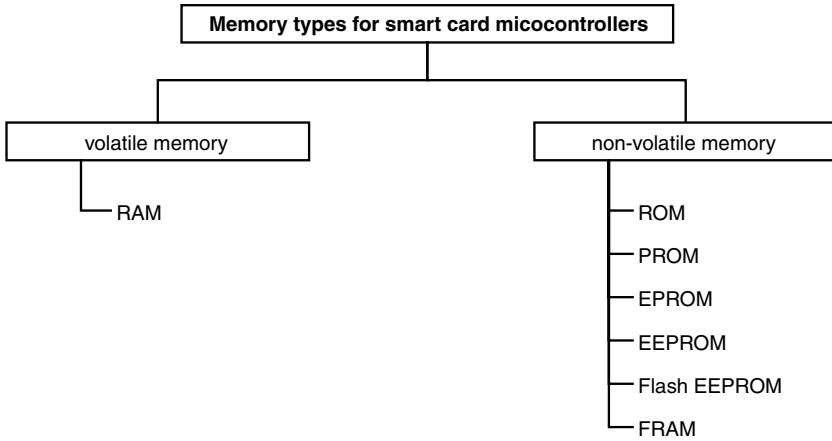 Memory types for smart card micocontrollers
volatile memory
non-volatile memory
RAM
ROM
PROM
EPROM
EEPROM
Flash EEPROM
FRAM